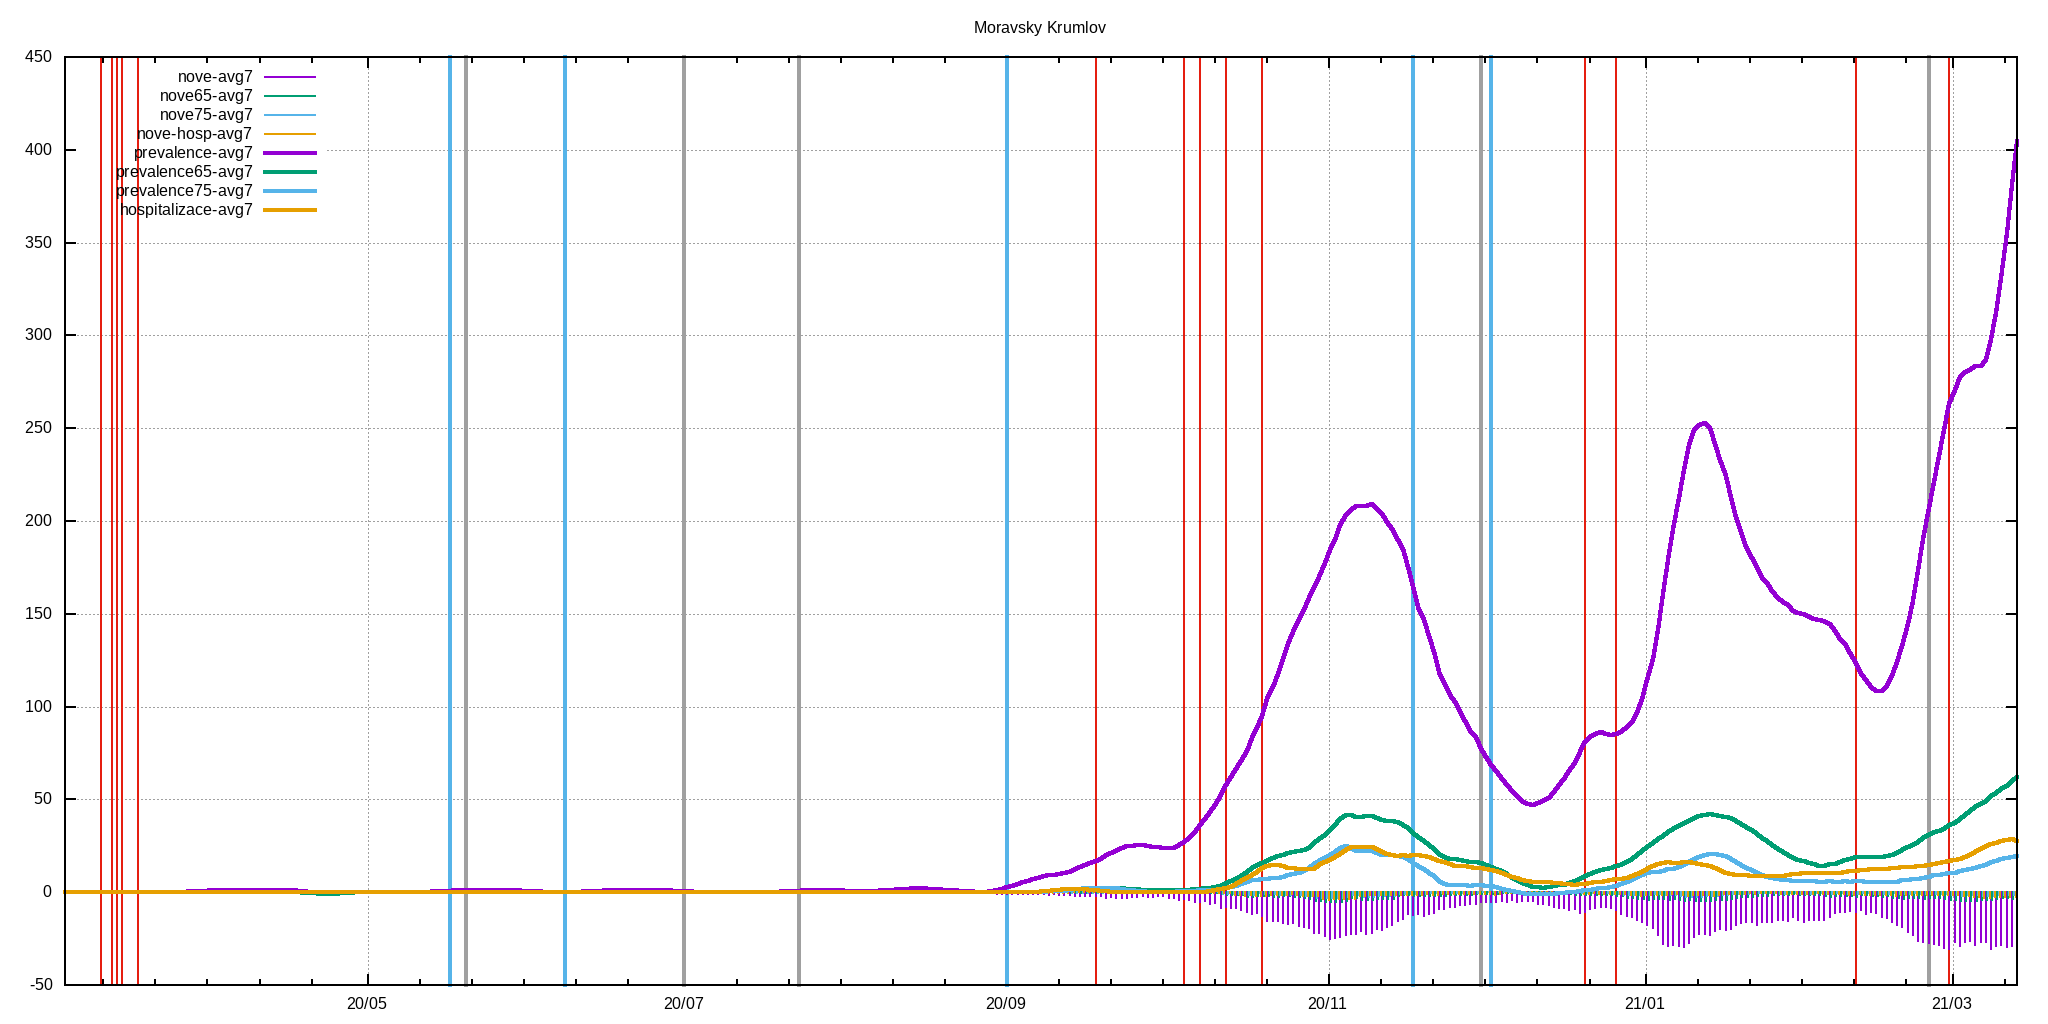 Moravsky Krumlov
450
400
350
300
250
200
150
100
50
0
-50
nove-avg7
nove65-avg7
nove75-avg7
nove-hosp-avg7
prevalence-avg7
prevalence65-avg7
prevalence75-avg7
hospitalizace-avg7
20/05
20/07
20/09
20/11
21/01
21/03